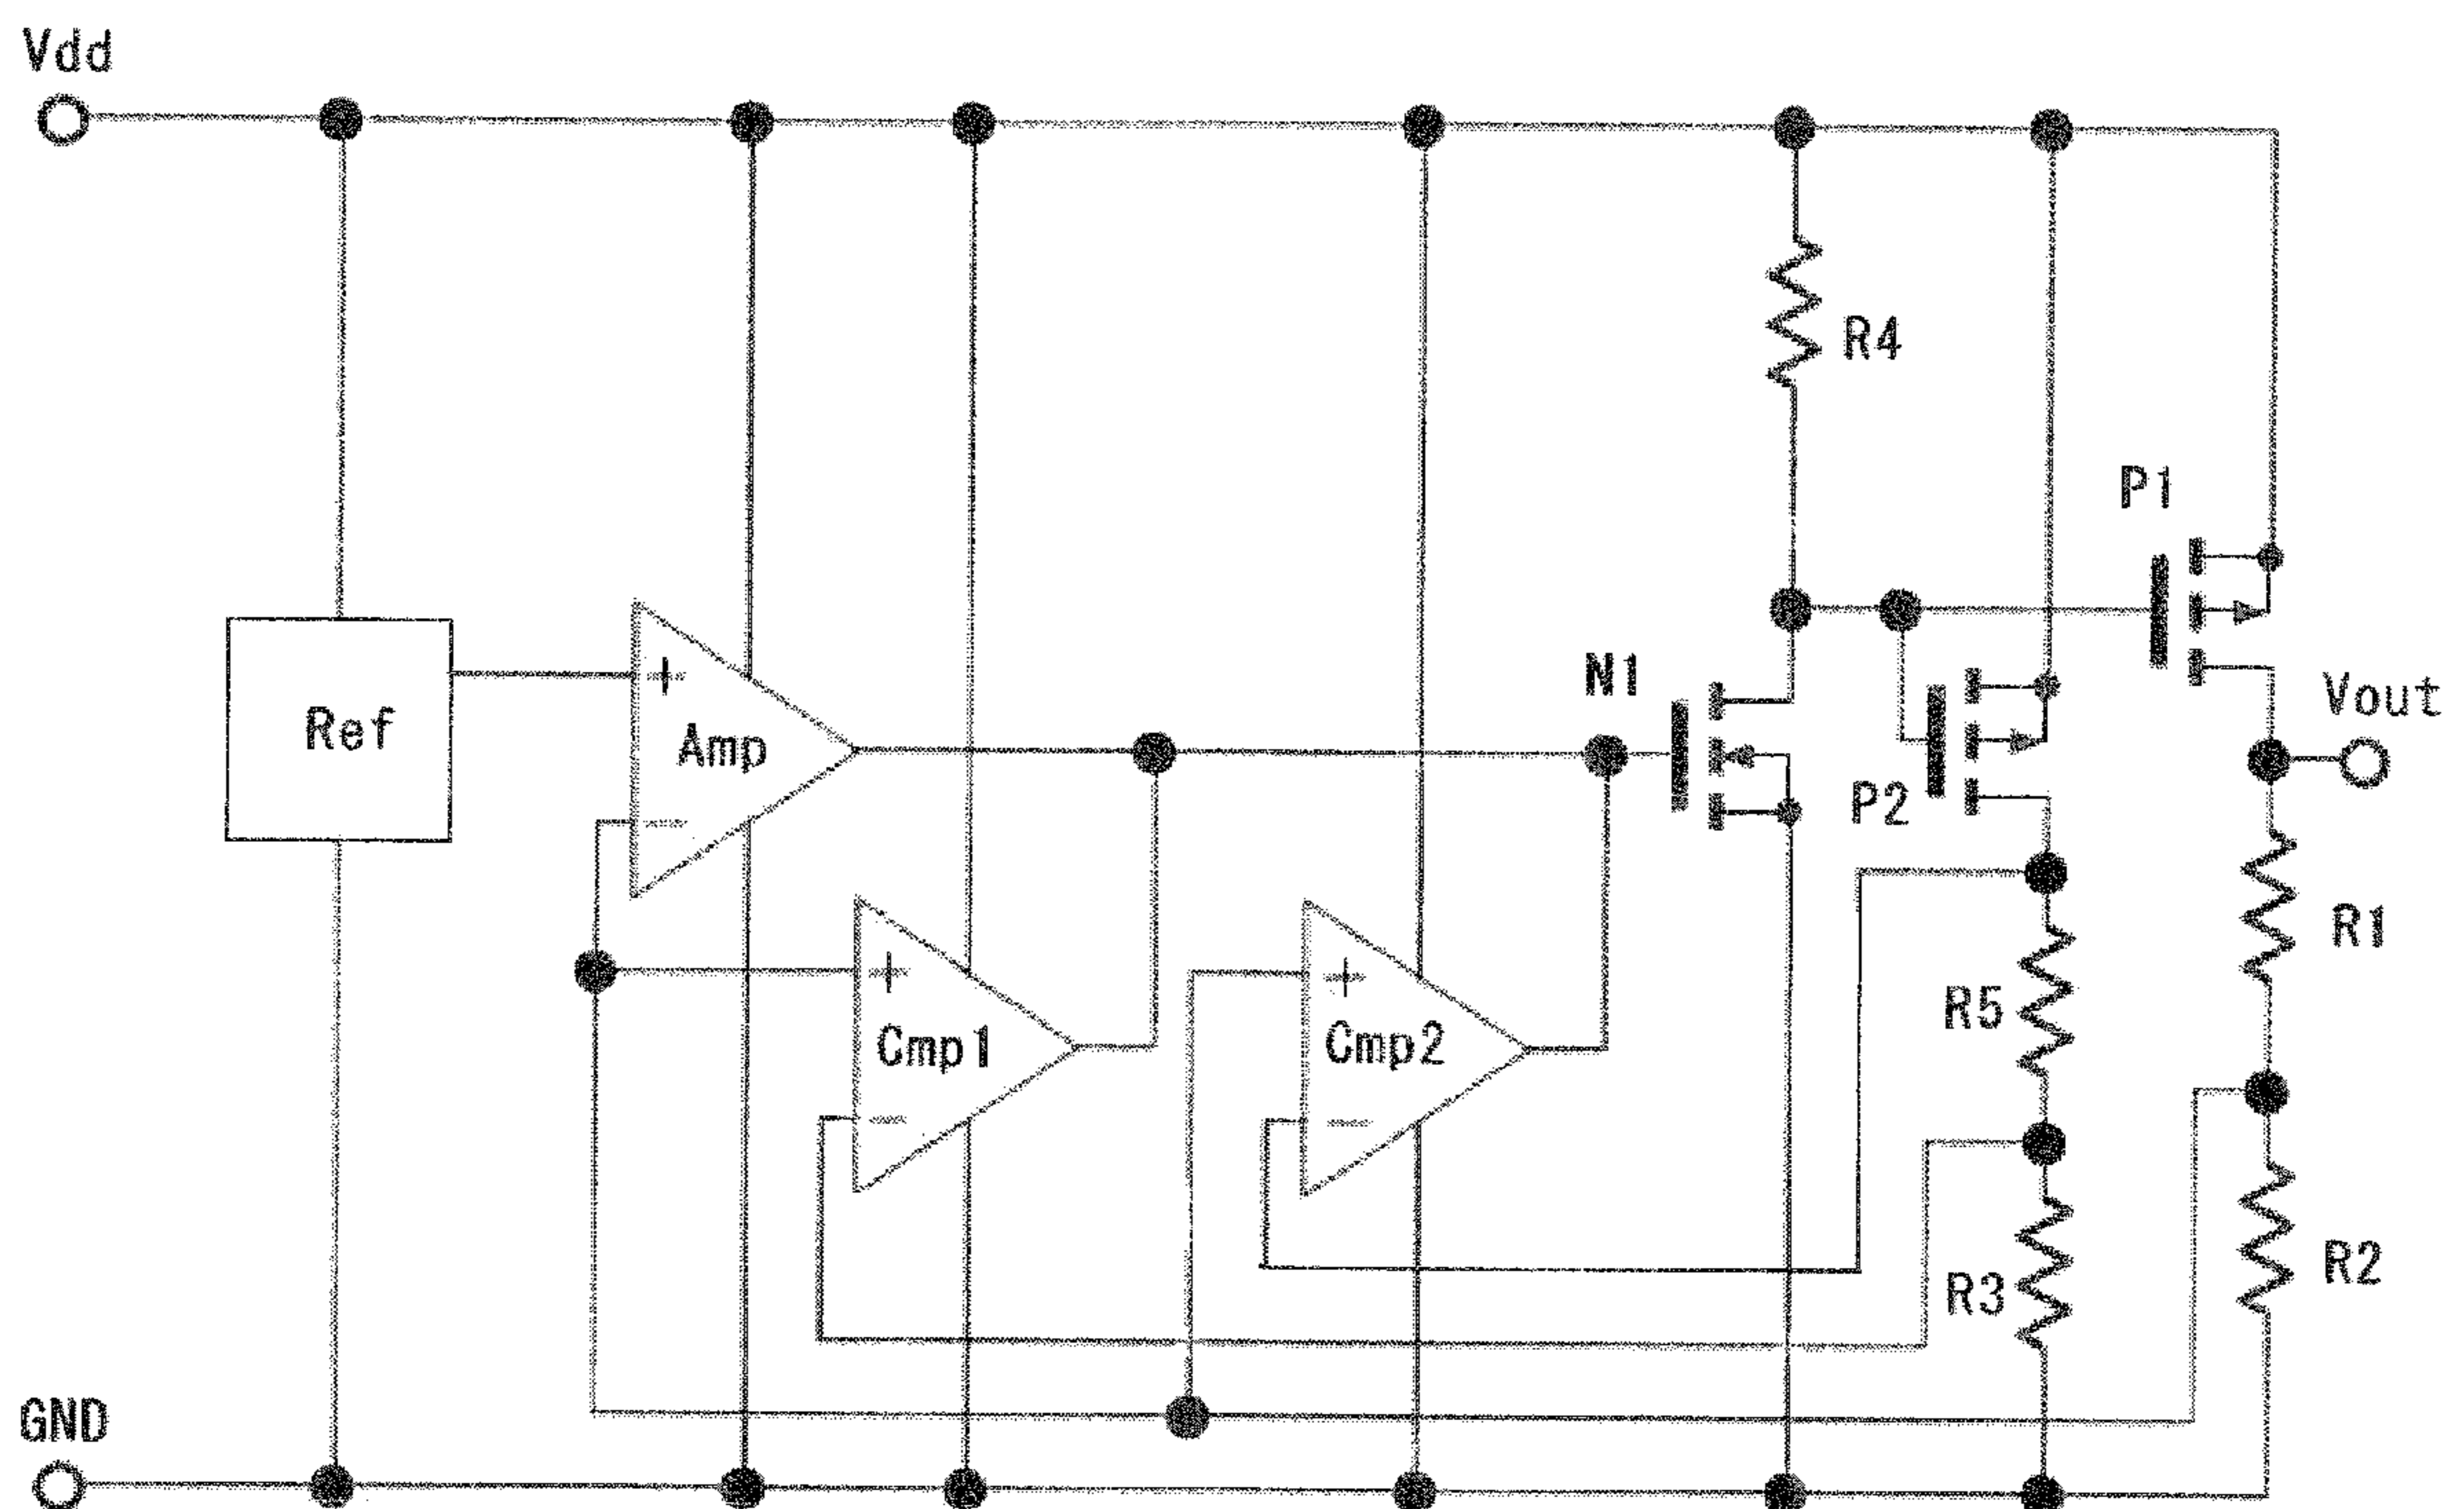 Vdd
R4
P1
N1
Vout
+
Ref
Amp
P2
−
R1
+
+
R5
Cmp1
Cmp2
−
−
R3
R2
GND